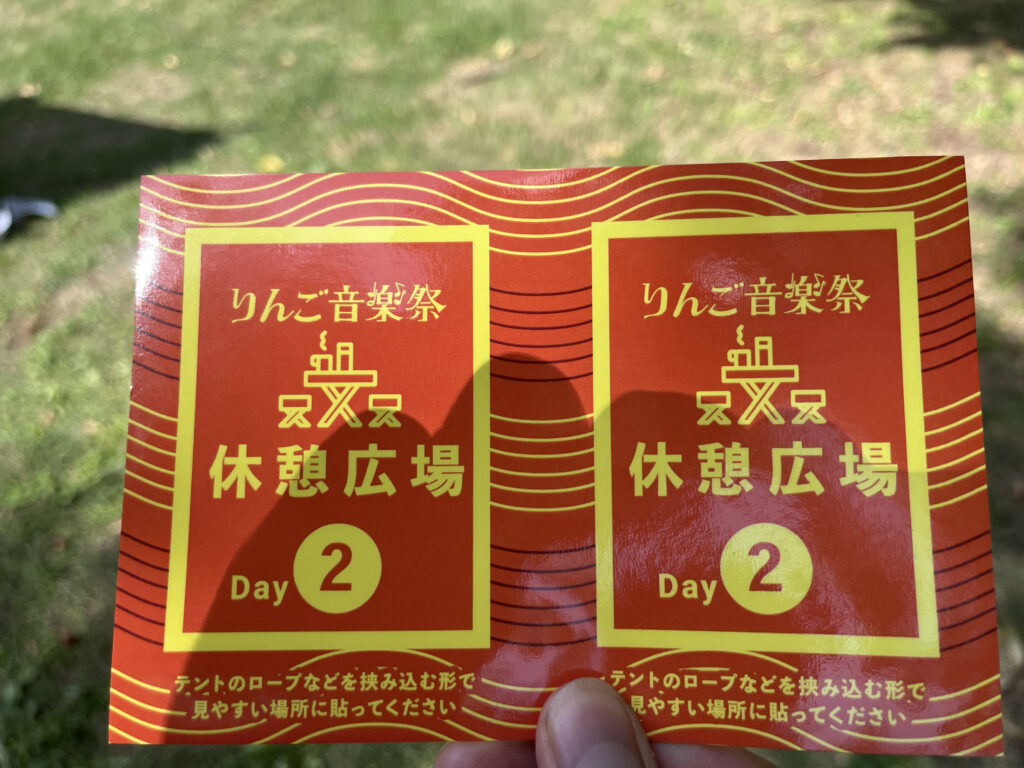 りんご音楽祭
休憩広場
Day 2
テントのロープなどを挟み込む形で
見やすい場所に貼ってください
りんご音楽祭
休憩広場
Day 2
テントのロープなどを挟み込む形で
見やすい場所に貼ってください